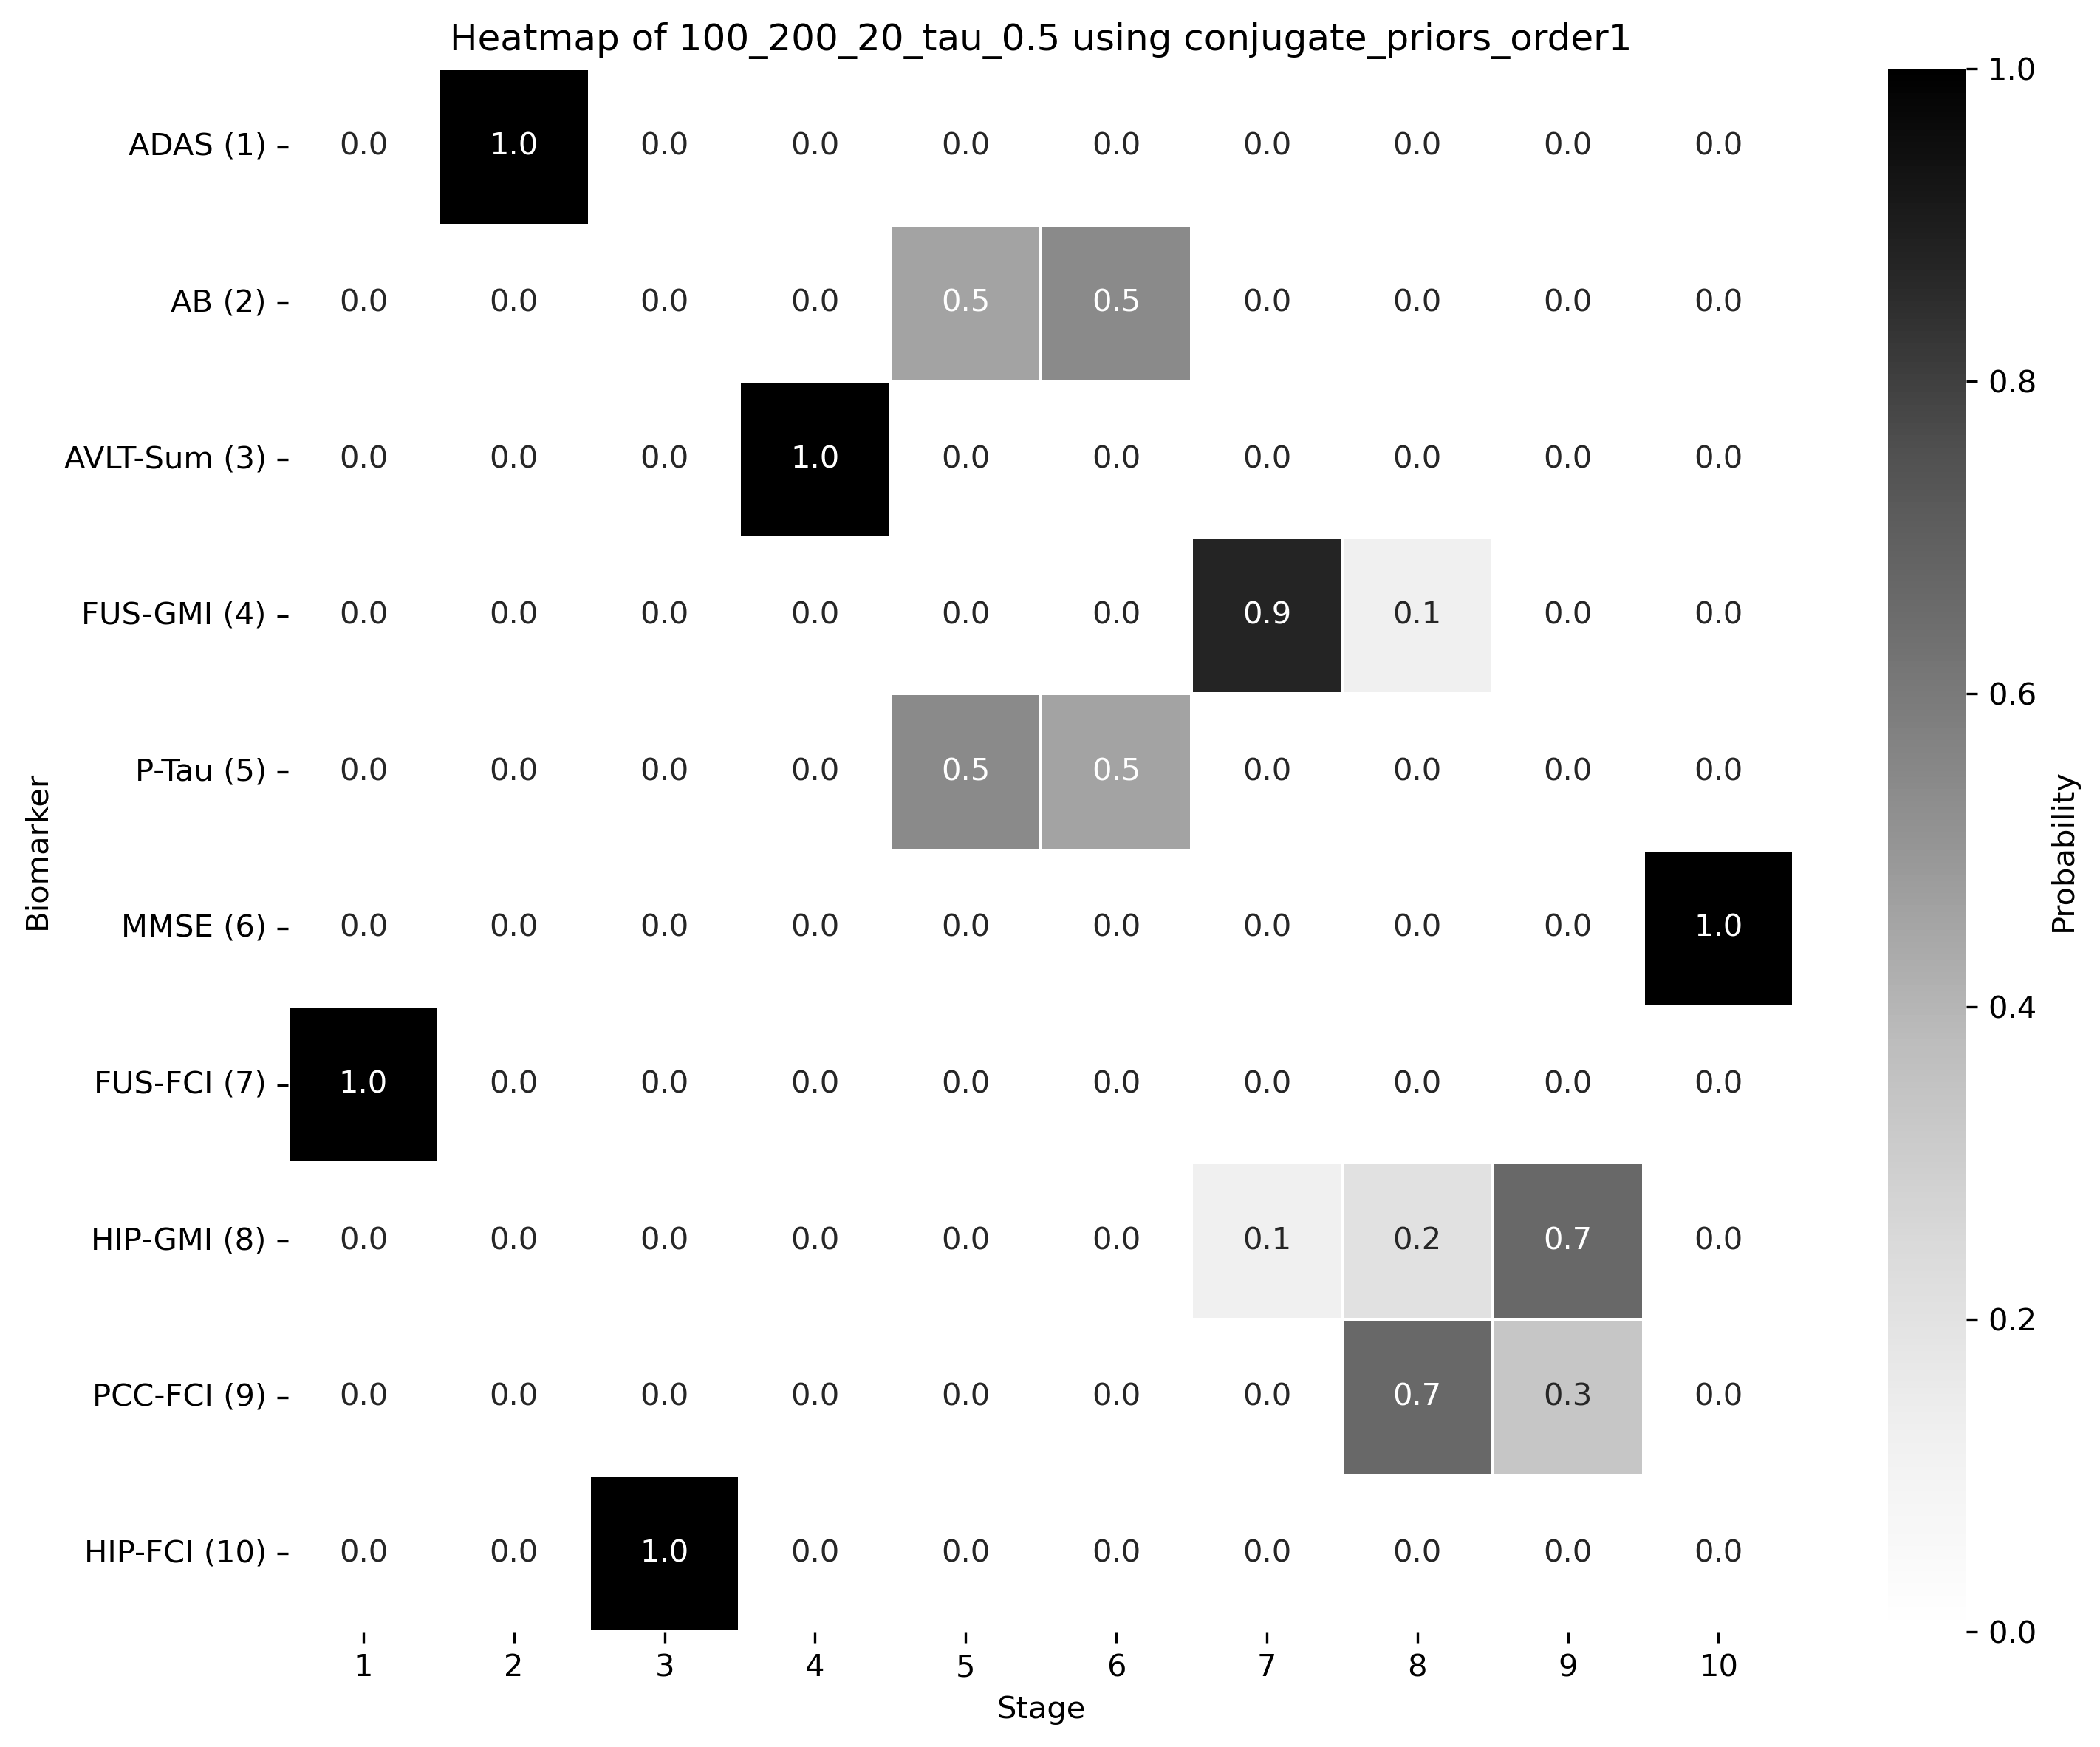 Heatmap of 100_200_20_tau_0.5 using conjugate_priors_order1
Biomarker
ADAS (1) 0.0 1.0 0.0 0.0 0.0 0.0 0.0 0.0 0.0 0.0
AB (2) 0.0 0.0 0.0 0.0 0.5 0.5 0.0 0.0 0.0 0.0
AVLT-Sum (3) 0.0 0.0 0.0 1.0 0.0 0.0 0.0 0.0 0.0 0.0
FUS-GMI (4) 0.0 0.0 0.0 0.0 0.0 0.0 0.9 0.1 0.0 0.0
P-Tau (5) 0.0 0.0 0.0 0.0 0.5 0.5 0.0 0.0 0.0 0.0
MMSE (6) 0.0 0.0 0.0 0.0 0.0 0.0 0.0 0.0 0.0 1.0
FUS-FCI (7) 1.0 0.0 0.0 0.0 0.0 0.0 0.0 0.0 0.0 0.0
HIP-GMI (8) 0.0 0.0 0.0 0.0 0.0 0.0 0.1 0.2 0.7 0.0
PCC-FCI (9) 0.0 0.0 0.0 0.0 0.0 0.0 0.0 0.7 0.3 0.0
HIP-FCI (10) 0.0 0.0 1.0 0.0 0.0 0.0 0.0 0.0 0.0 0.0
1 2 3 4 5 6 7 8 9 10
Stage
1.0
0.8
0.6
0.4
0.2
0.0
Probability